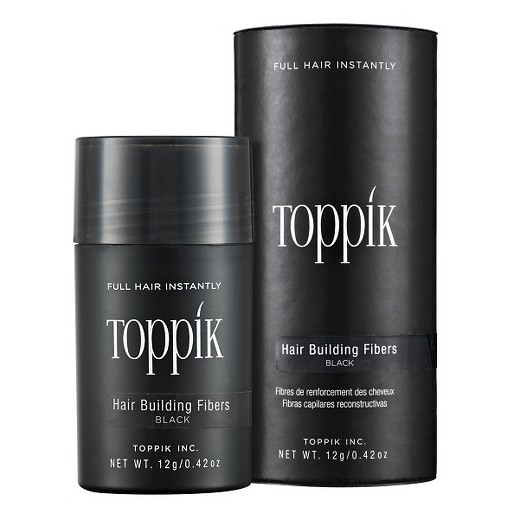 FULL HAIR INSTANTLY
Toppik
Hair Building Fibers
BLACK
TOPPIK INC.
NET WT. 12g/0.42oz
FULL HAIR INSTANTLY
Toppik
Hair Building Fibers
BLACK
Fibres de renforcement des cheveux
Fibras capilares reconstructivas
TOPPIK INC.
NET WT. 12g/0.42oz